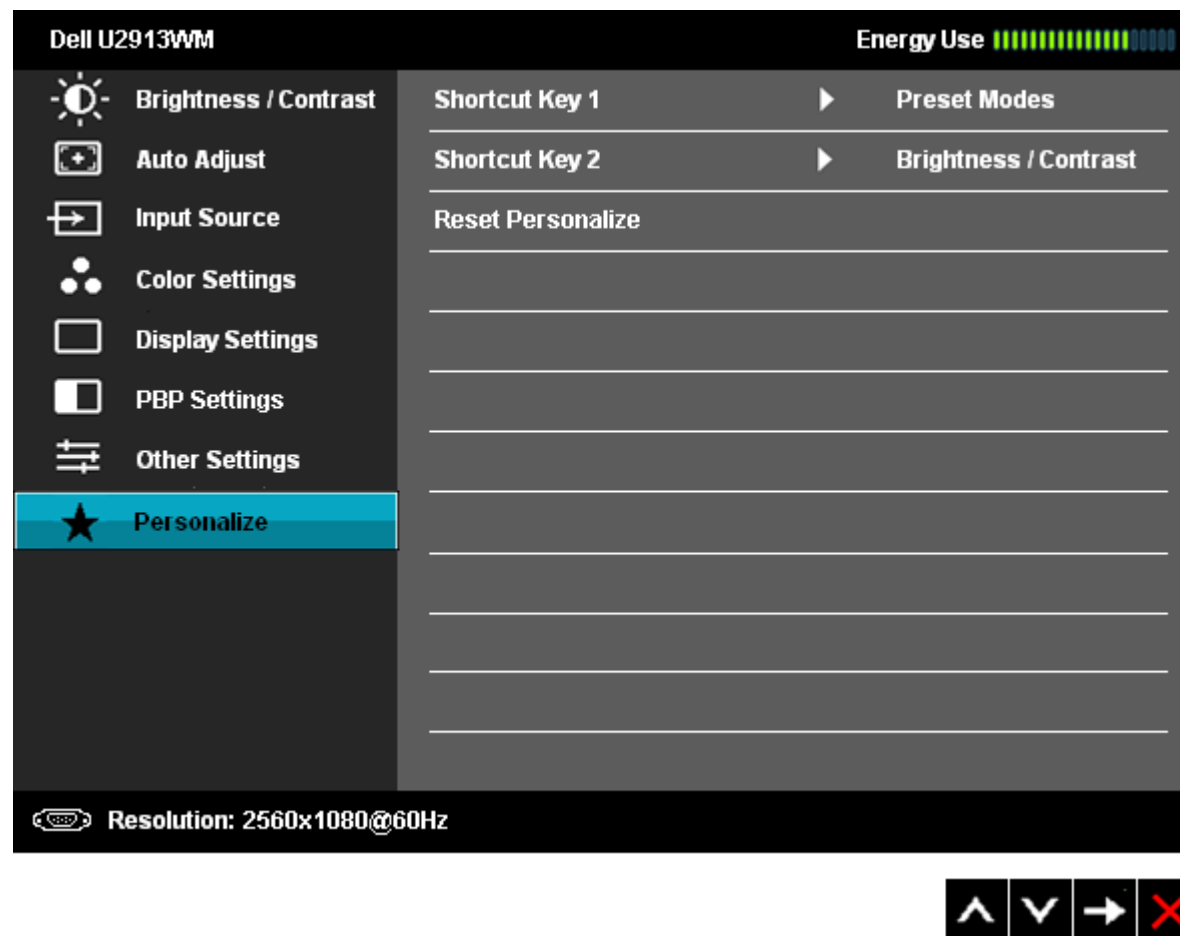 Dell U2913WM Energy Use
Brightness / Contrast Shortcut Key 1 Preset Modes
Auto Adjust Shortcut Key 2 Brightness / Contrast
Input Source Reset Personalize
Color Settings
Display Settings
PBP Settings
Other Settings
Personalize
Resolution: 2560x1080@60Hz